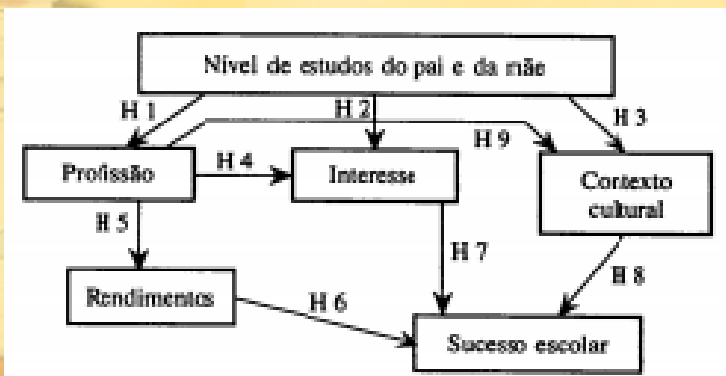 Nível de estudos do pai e da mãe
H 1
H 2
H 3
H 9
Profissão
H 4
Interesse
Contexto
cultural
H 5
H 7
H 8
Rendimentos
H 6
Sucesso escolar